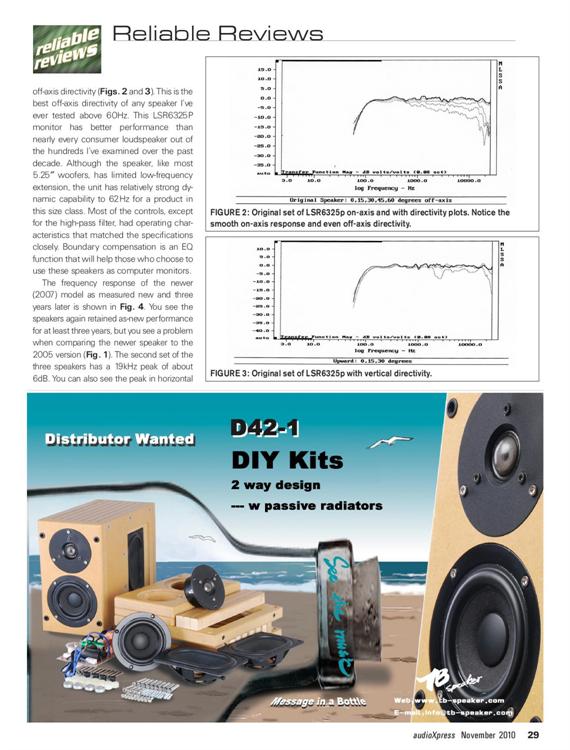 reliable
reviews
Reliable Reviews
off-axis directivity (Figs. 2 and 3). This is the
best off-axis directivity of any speaker I've
ever tested above 60Hz. This LSR6325P
monitor has better performance than
nearly every consumer loudspeaker out of
the hundreds I've examined over the past
decade. Although the speaker, like most
5.25″ woofers, has limited low-frequency
extension, the unit has relatively strong dy-
namic capability to 62Hz for a product in
this size class. Most of the controls, except
for the high-pass filter, had operating char-
acteristics that matched the specifications
closely. Boundary compensation is an EQ
function that will help those who choose to
use these speakers as computer monitors.
The frequency response of the newer
(2007) model as measured new and three
years later is shown in Fig. 4. You see the
speakers again retained as-new performance
for at least three years, but you see a problem
when comparing the newer speaker to the
2005 version (Fig. 1). The second set of the
three speakers has a 19kHz peak of about
6dB. You can also see the peak in horizontal
15.0
10.0
5.0
0.0
-5.0
-10.0
-15.0
-20.0
-25.0
-30.0
-35.0
auto
MLSSA
Transfer Function Mag - dB volts/volts (0.08 oct)
3.0 10.0 100.0 1000.0 10000.0
log Frequency - Hz
Original Speaker: 0,15,30,45,60 degrees off-axis
FIGURE 2: Original set of LSR6325p on-axis and with directivity plots. Notice the
smooth on-axis response and even off-axis directivity.
10.0
5.0
0.0
-5.0
-10.0
-15.0
-20.0
-25.0
-30.0
-35.0
-40.0
auto
MLSSA
Transfer Function Mag - dB volts/volts (0.08 oct)
3.0 10.0 100.0 1000.0 10000.0
log Frequency - Hz
Upward: 0,15,30 degrees
FIGURE 3: Original set of LSR6325p with vertical directivity.
Distributor Wanted
D42-1
DIY Kits
2 way design
--- w passive radiators
See the music
Message in a Bottle
TB speaker
Web:www.tb-speaker.com
E-mail:info@tb-speaker.com
audioXpress November 2010 29